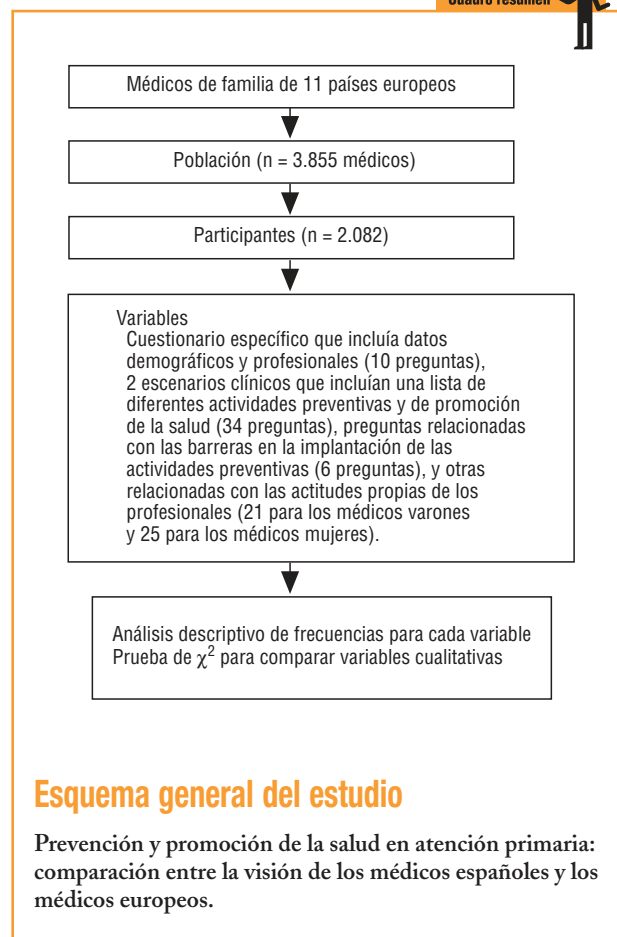 Cuadro resumen
Médicos de familia de 11 países europeos
Población (n = 3.855 médicos)
Participantes (n = 2.082)
Variables
Cuestionario específico que incluía datos
demográficos y profesionales (10 preguntas),
2 escenarios clínicos que incluían una lista de
diferentes actividades preventivas y de promoción
de la salud (34 preguntas), preguntas relacionadas
con las barreras en la implantación de las
actividades preventivas (6 preguntas), y otras
relacionadas con las actitudes propias de los
profesionales (21 para los médicos varones
y 25 para los médicos mujeres).
Análisis descriptivo de frecuencias para cada variable
Prueba de χ² para comparar variables cualitativas
Esquema general del estudio
Prevención y promoción de la salud en atención primaria:
comparación entre la visión de los médicos españoles y los
médicos europeos.